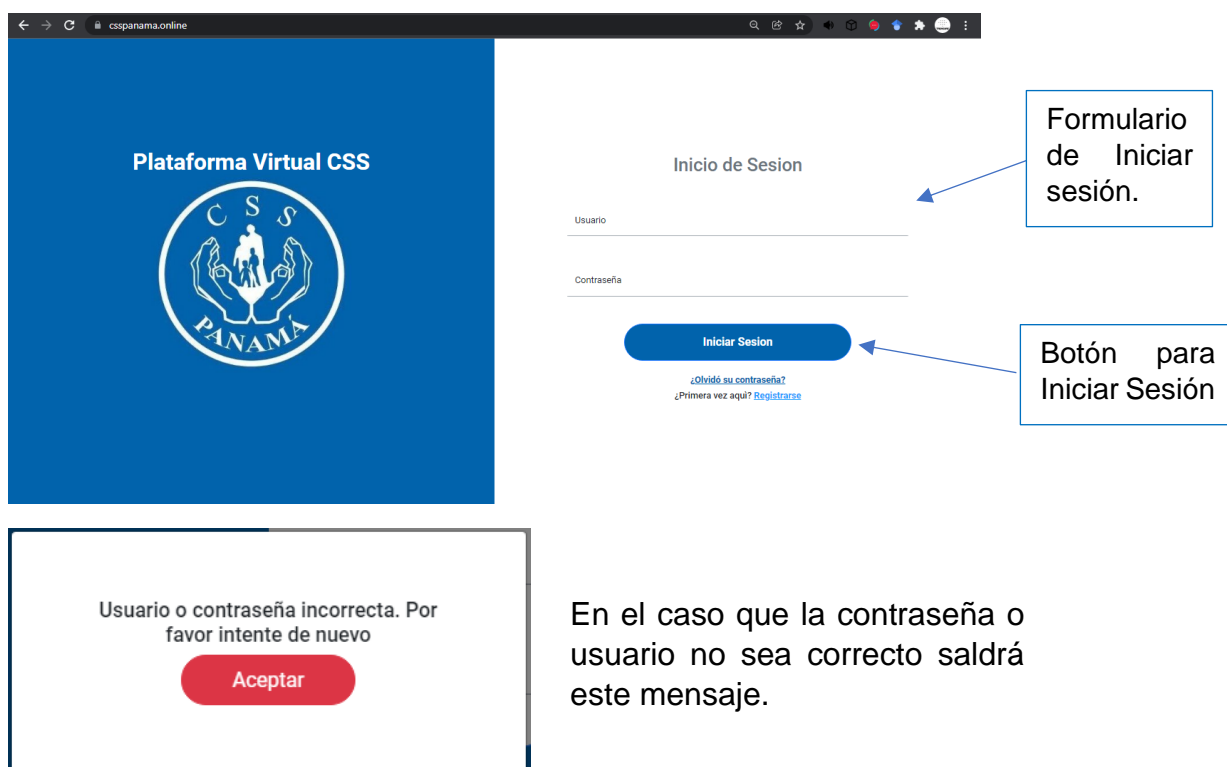 csspanama.online
Plataforma Virtual CSS
CSS
PANAMÁ
Inicio de Sesion
Usuario
Contraseña
Iniciar Sesion
¿Olvidó su contraseña?
¿Primera vez aqui? Registrarse
Formulario
de Iniciar
sesión.
Botón para
Iniciar Sesión
Usuario o contraseña incorrecta. Por
favor intente de nuevo
Aceptar
En el caso que la contraseña o
usuario no sea correcto saldrá
este mensaje.